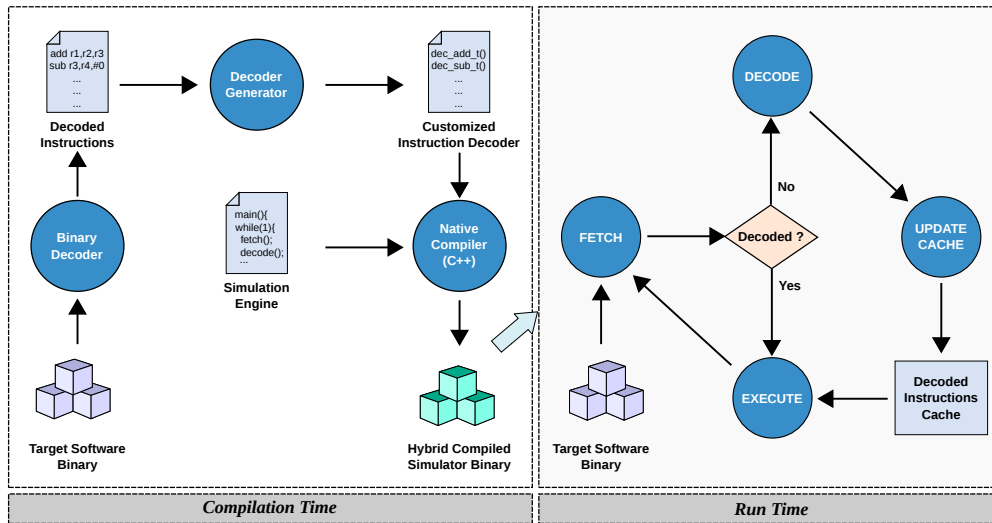 add r1,r2,r3
sub r3,r4,#0
...
...
...
Decoded
Instructions
Decoder
Generator
dec_add_t()
dec_sub_t()
...
...
...
Customized
Instruction Decoder
Binary
Decoder
main(){
while(1){
fetch();
decode();
...
Simulation
Engine
Native
Compiler
(C++)
Target Software
Binary
Hybrid Compiled
Simulator Binary
Compilation Time
DECODE
No
FETCH
Decoded ?
UPDATE
CACHE
Yes
EXECUTE
Decoded
Instructions
Cache
Target Software
Binary
Run Time